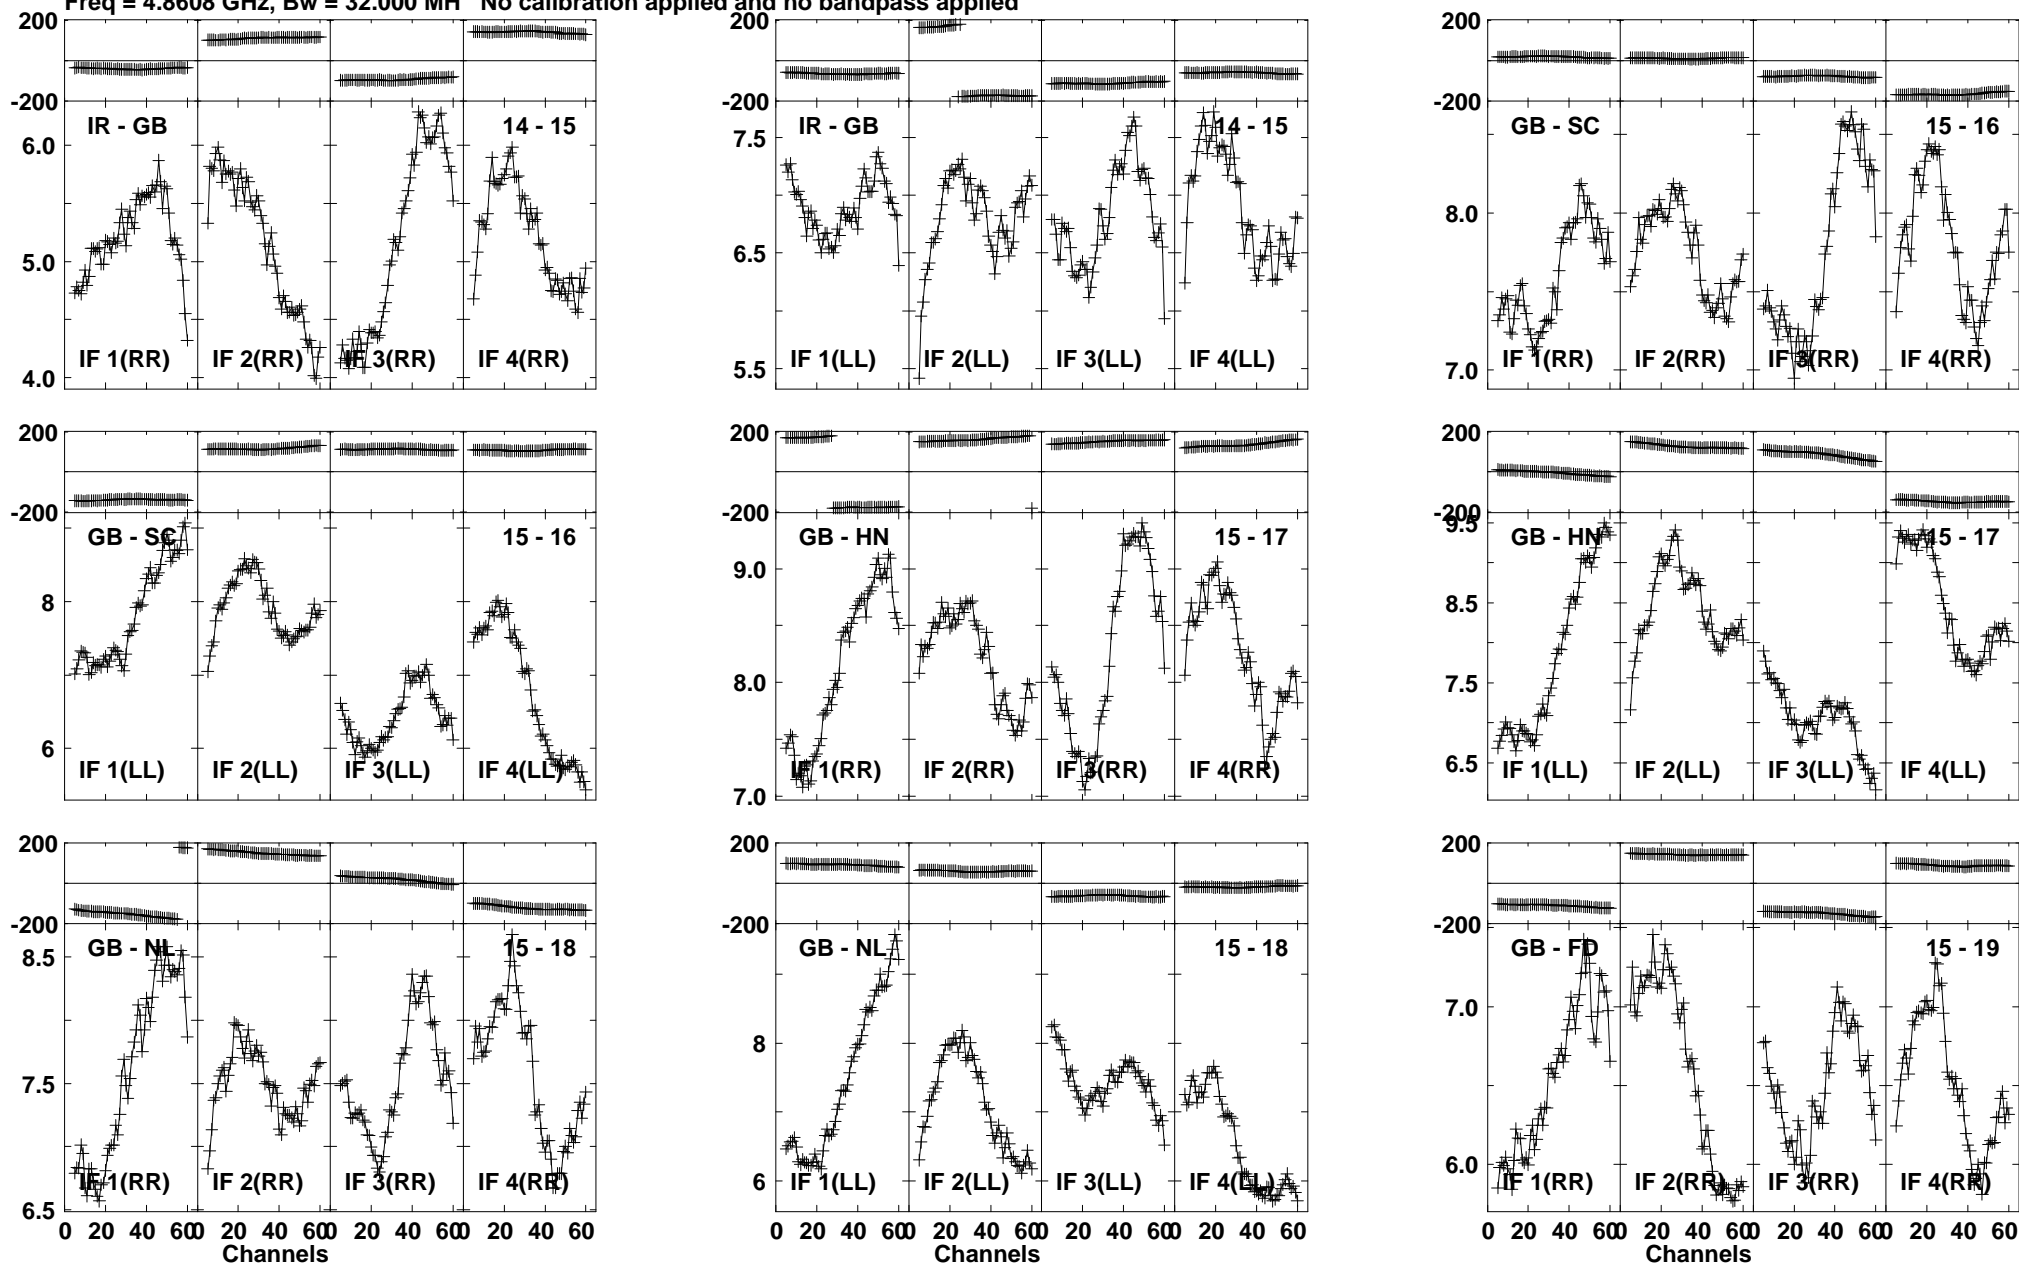 Freq = 4.8608 GHz, Bw = 32.000 MH No calibration applied and no bandpass applied
200
-200
IR - GB 14 - 15
6.0
5.0
4.0
IF 1(RR) IF 2(RR) IF 3(RR) IF 4(RR)
200
-200
IR - GB 14 - 15
7.5
6.5
5.5
IF 1(LL) IF 2(LL) IF 3(LL) IF 4(LL)
200
-200
GB - SC 15 - 16
8.0
7.0
IF 1(RR) IF 2(RR) IF 3(RR) IF 4(RR)
200
-200
GB - SC 15 - 16
8
6
IF 1(LL) IF 2(LL) IF 3(LL) IF 4(LL)
200
-200
GB - HN 15 - 17
9.0
8.0
7.0
IF 1(RR) IF 2(RR) IF 3(RR) IF 4(RR)
200
-200
9.5
GB - HN 15 - 17
8.5
7.5
6.5
IF 1(LL) IF 2(LL) IF 3(LL) IF 4(LL)
200
-200
GB - NL 15 - 18
8.5
7.5
6.5
IF 1(RR) IF 2(RR) IF 3(RR) IF 4(RR)
0 20 40 60 0 20 40 60 0 20 40 60 0 20 40 60
Channels
200
-200
GB - NL 15 - 18
8
6
IF 1(LL) IF 2(LL) IF 3(LL) IF 4(LL)
0 20 40 60 0 20 40 60 0 20 40 60 0 20 40 60
Channels
200
-200
GB - FD 15 - 19
7.0
6.0
IF 1(RR) IF 2(RR) IF 3(RR) IF 4(RR)
0 20 40 60 0 20 40 60 0 20 40 60 0 20 40 60
Channels